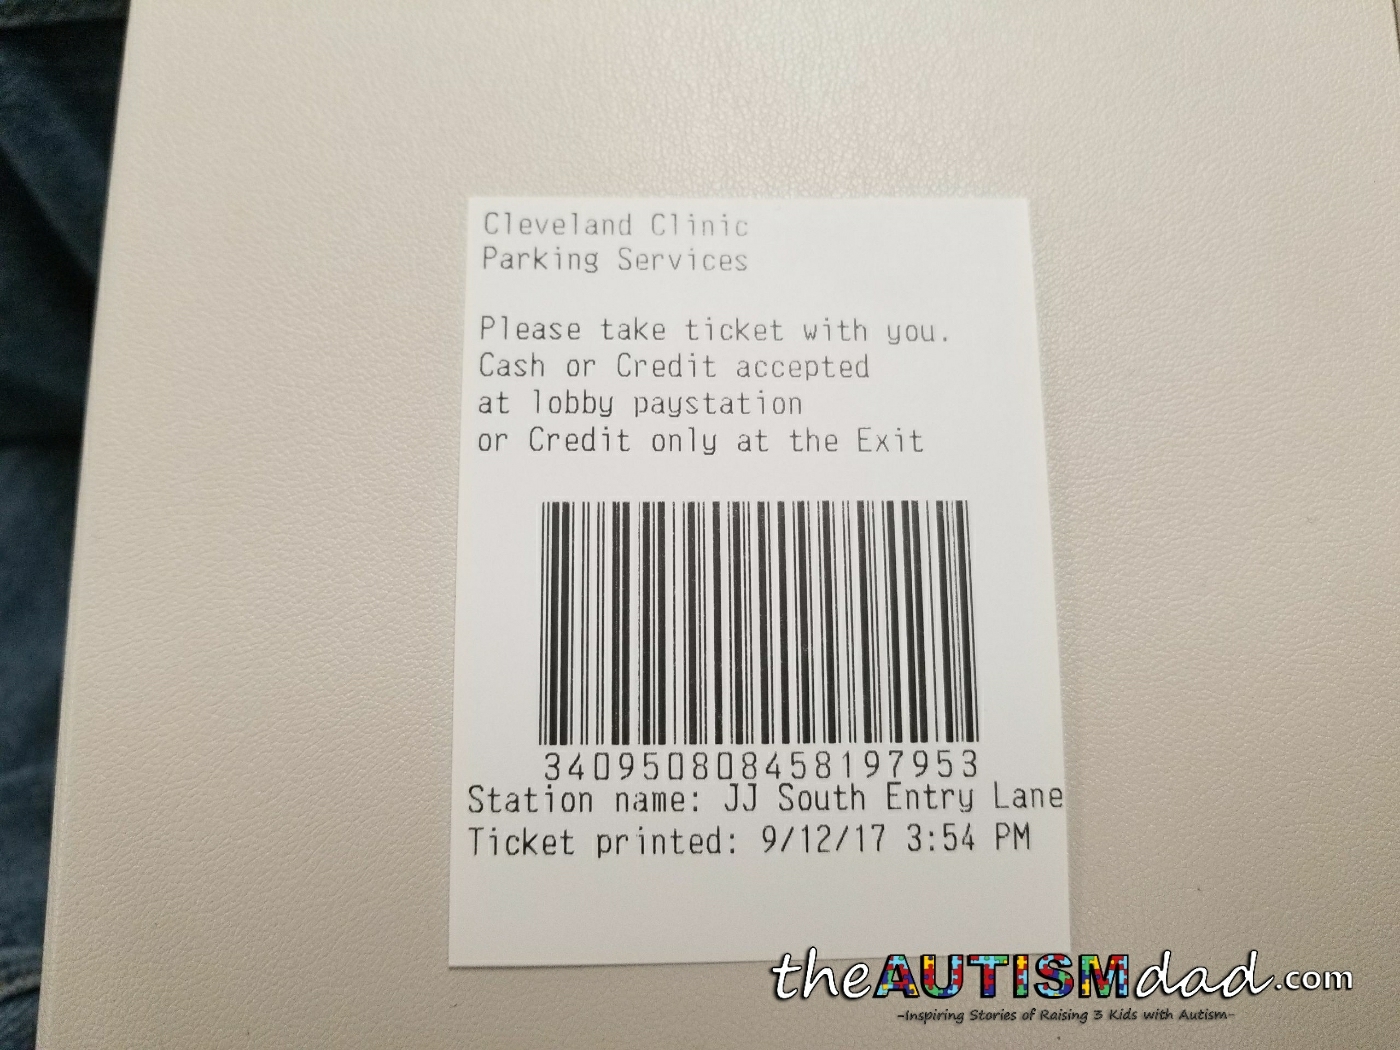 Cleveland Clinic
Parking Services
Please take ticket with you.
Cash or Credit accepted
at lobby paystation
or Credit only at the Exit
340950808458197953
Station name: JJ South Entry Lane
Ticket printed: 9/12/17 3:54 PM
theAUTISMdad.com
-Inspiring Stories of Raising 3 Kids with Autism-